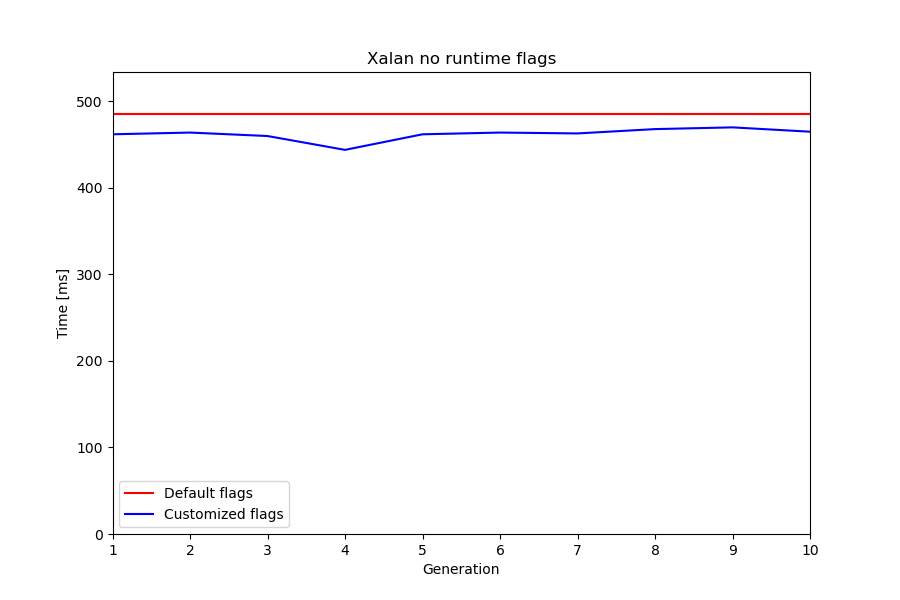 Xalan no runtime flags
500
400
300
200
100
0
Time [ms]
Default flags
Customized flags
1 2 3 4 5 6 7 8 9 10
Generation